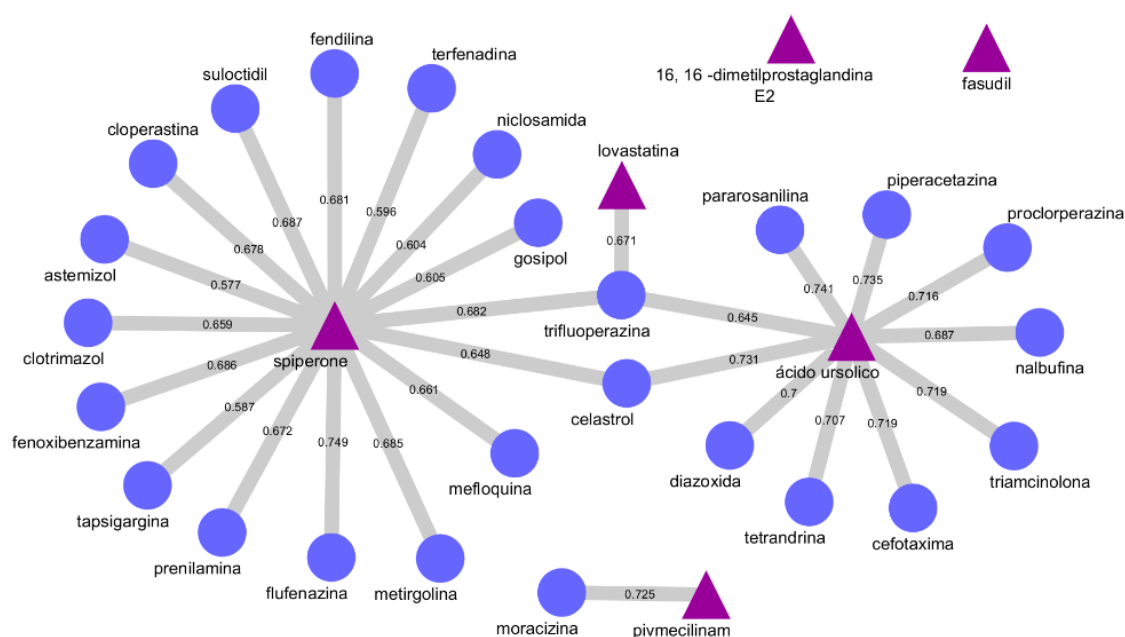 fendilina
terfenadina
suloctidil
16, 16 -dimetilprostaglandina
E2
fasudil
cloperastina
niclosamida
lovastatina
piperacetazina
pararosanilina
proclorperazina
0.681
0.596
0.687
0.604
0.678
0.671
gosipol
astemizol
0.605
0.577
0.741
0.735
0.716
0.682
0.645
trifluoperazina
0.659
0.687
clotrimazol
spiperone
0.648
0.731
ácido ursolico
nalbufina
0.686
0.661
0.7
0.719
0.587
0.672
0.749
0.685
0.707
0.719
celastrol
fenoxibenzamina
mefloquina
diazoxida
triamcinolona
tapsigargina
tetrandrina
cefotaxima
prenilamina
flufenazina
metirgolina
0.725
moracizina
pivmecilinam